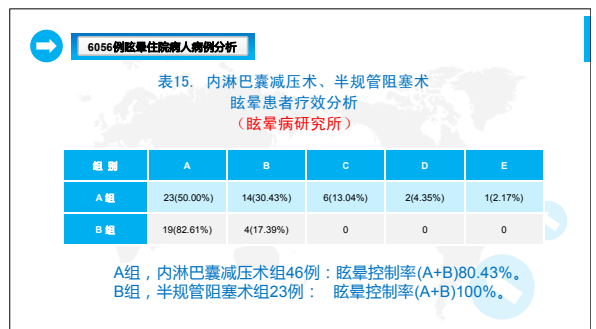 6056例眩晕住院病人病例分析
表15. 内淋巴囊减压术、半规管阻塞术
眩晕患者疗效分析
（眩晕病研究所）
组 别 A B C D E
A 组 23(50.00%) 14(30.43%) 6(13.04%) 2(4.35%) 1(2.17%)
B 组 19(82.61%) 4(17.39%) 0 0 0
A组，内淋巴囊减压术组46例：眩晕控制率(A+B)80.43%。
B组，半规管阻塞术组23例： 眩晕控制率(A+B)100%。